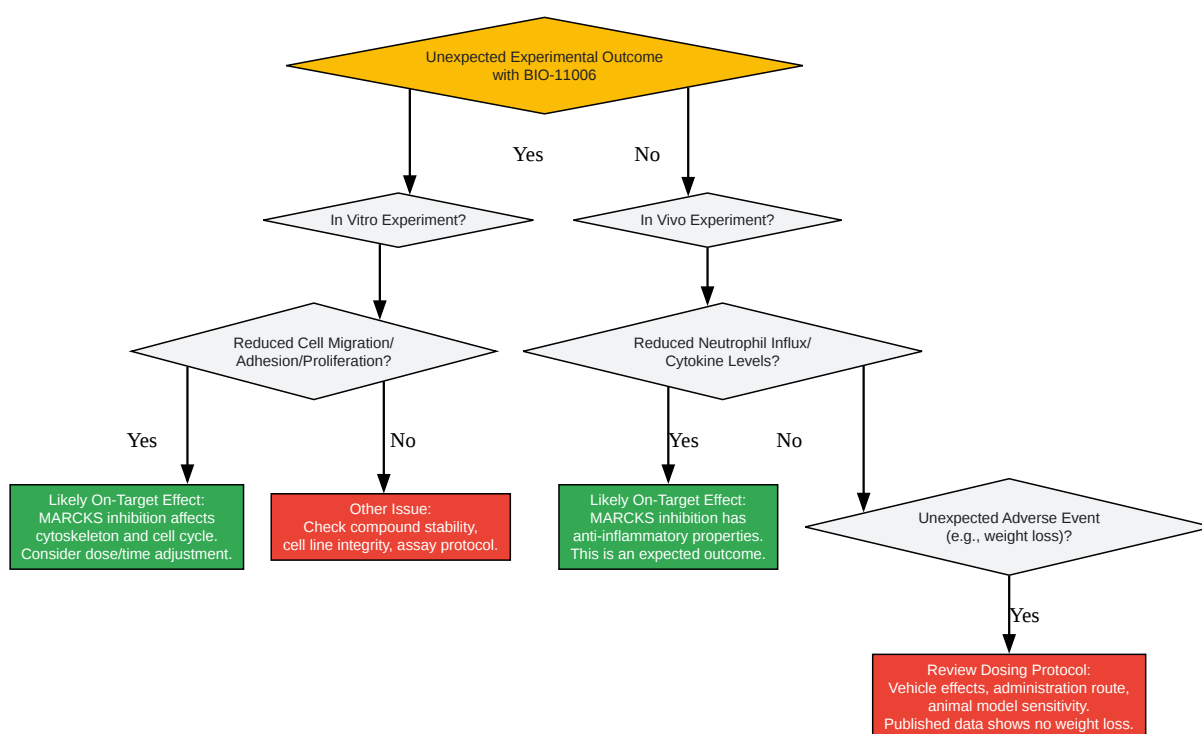 Unexpected Experimental Outcome
with BIO-11006
Yes
No
In Vitro Experiment?
In Vivo Experiment?
Reduced Cell Migration/
Adhesion/Proliferation?
Reduced Neutrophil Influx/
Cytokine Levels?
Yes
No
Yes
No
Likely On-Target Effect:
MARCKS inhibition affects
cytoskeleton and cell cycle.
Consider dose/time adjustment.
Other Issue:
Check compound stability,
cell line integrity, assay protocol.
Likely On-Target Effect:
MARCKS inhibition has
anti-inflammatory properties.
This is an expected outcome.
Unexpected Adverse Event
(e.g., weight loss)?
Yes
Review Dosing Protocol:
Vehicle effects, administration route,
animal model sensitivity.
Published data shows no weight loss.